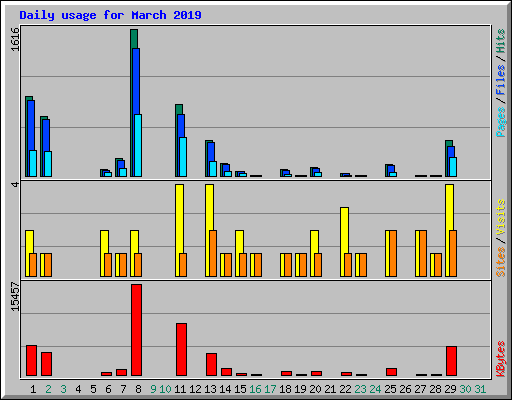 Daily usage for March 2019
1616
Pages / Files / Hits
4
Sites / Visits
15457
KBytes
1 2 3 4 5 6 7 8 9 10 11 12 13 14 15 16 17 18 19 20 21 22 23 24 25 26 27 28 29 30 31